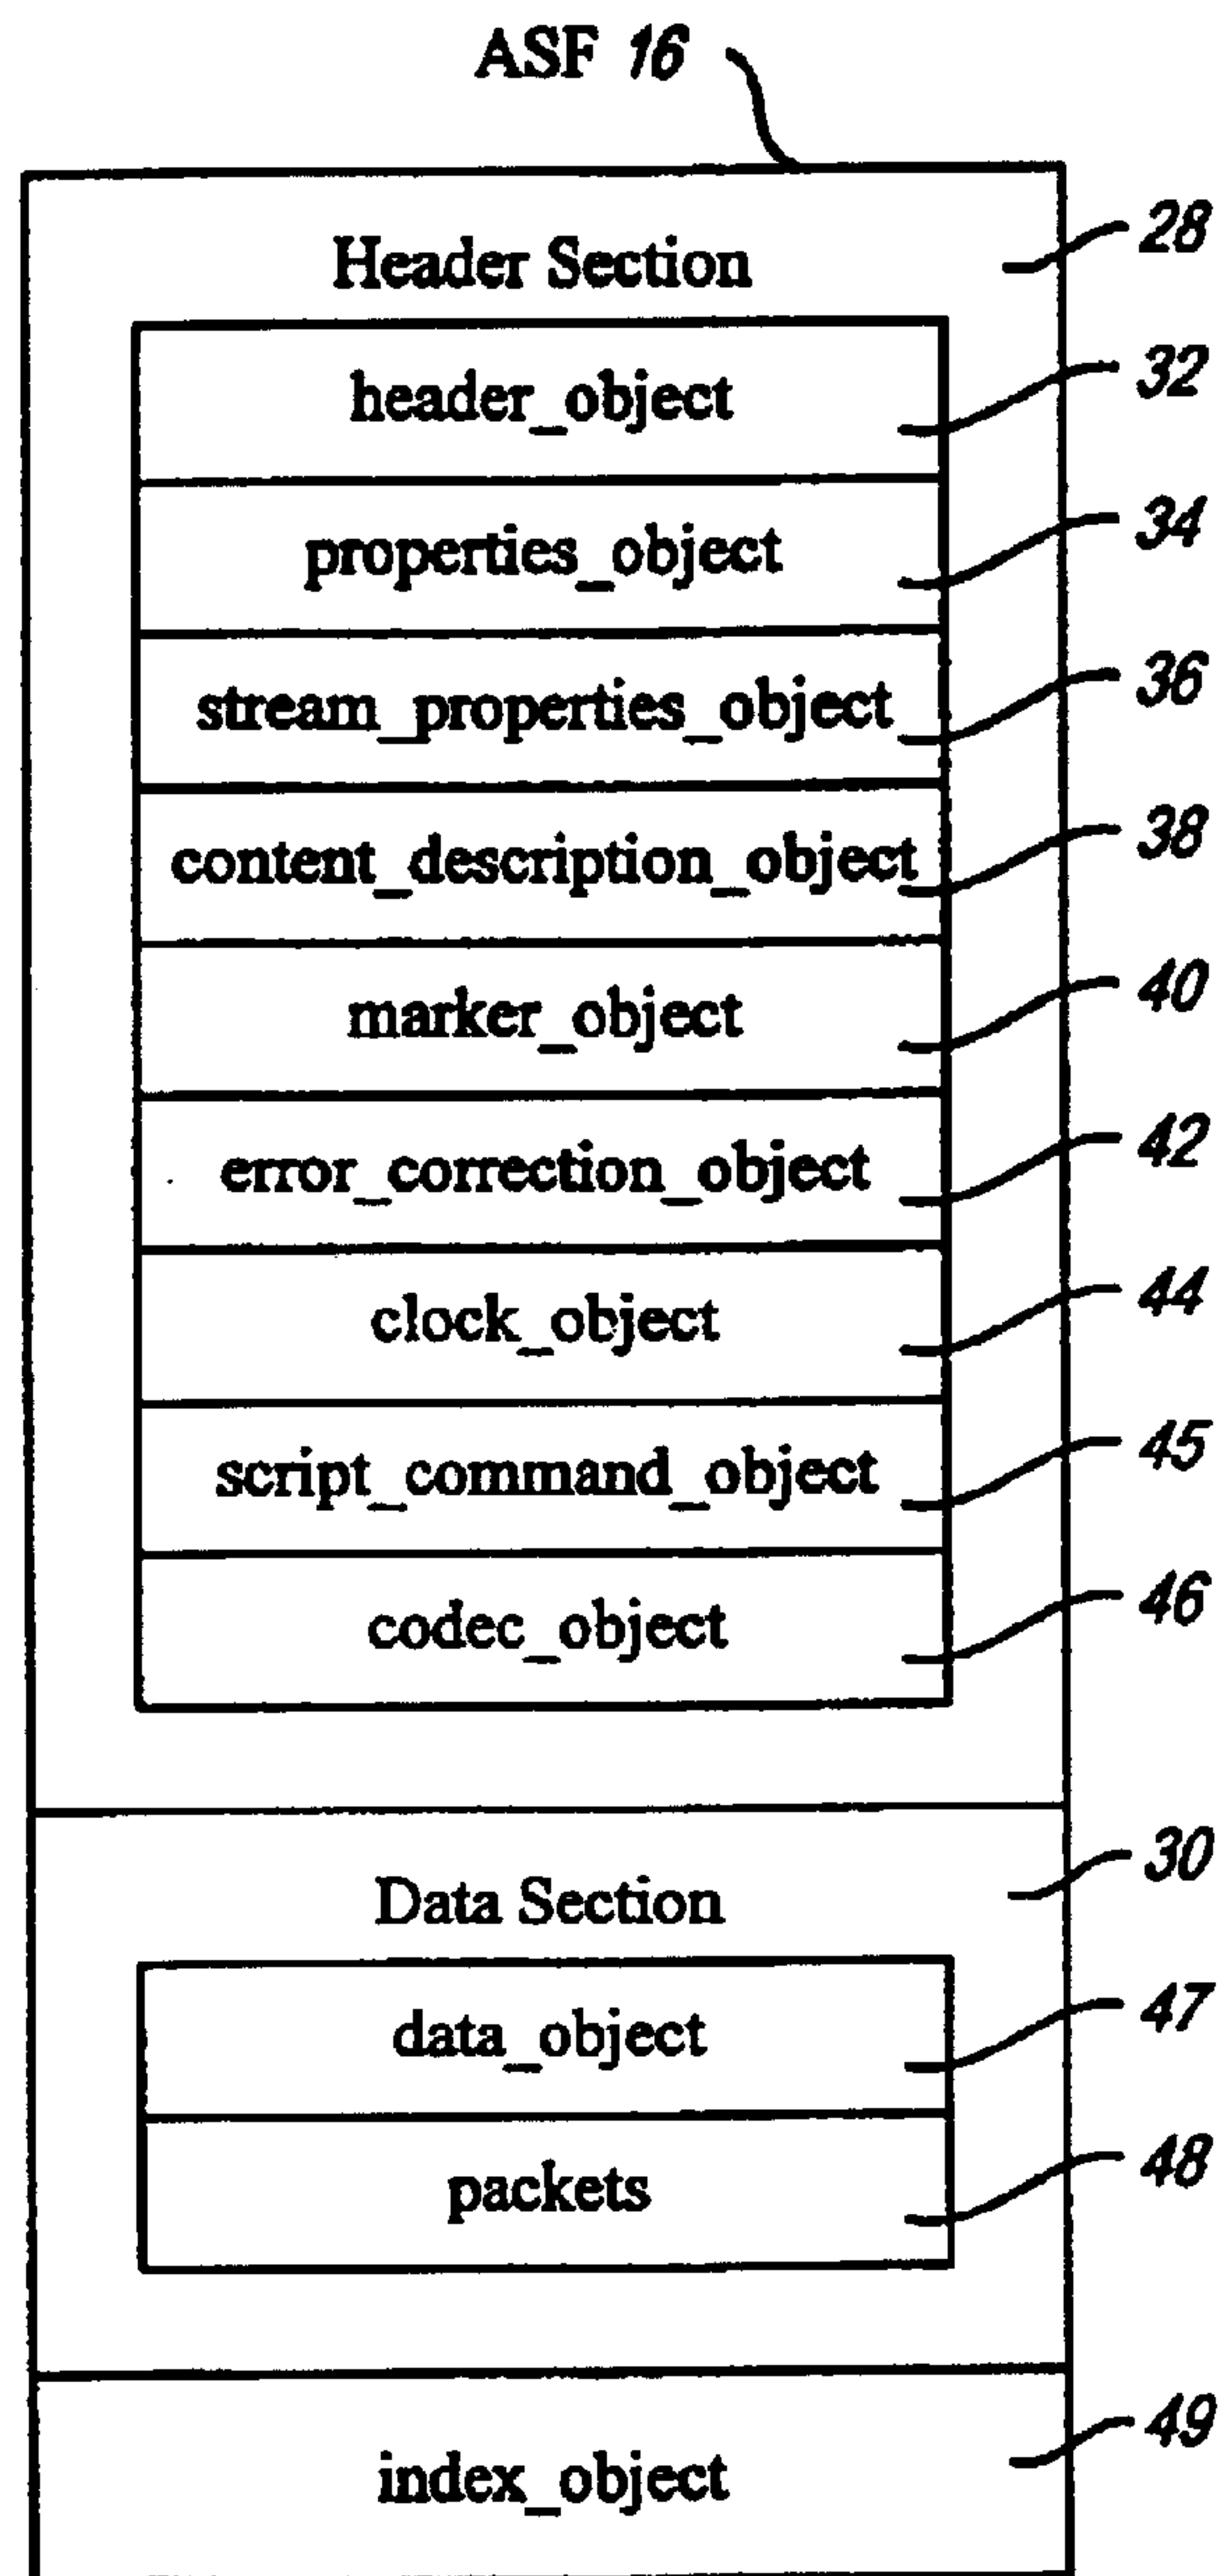 ASF 16
Header Section 28
header_object 32
properties_object 34
stream_properties_object 36
content_description_object 38
marker_object 40
error_correction_object 42
clock_object 44
script_command_object 45
codec_object 46
Data Section 30
data_object 47
packets 48
index_object 49